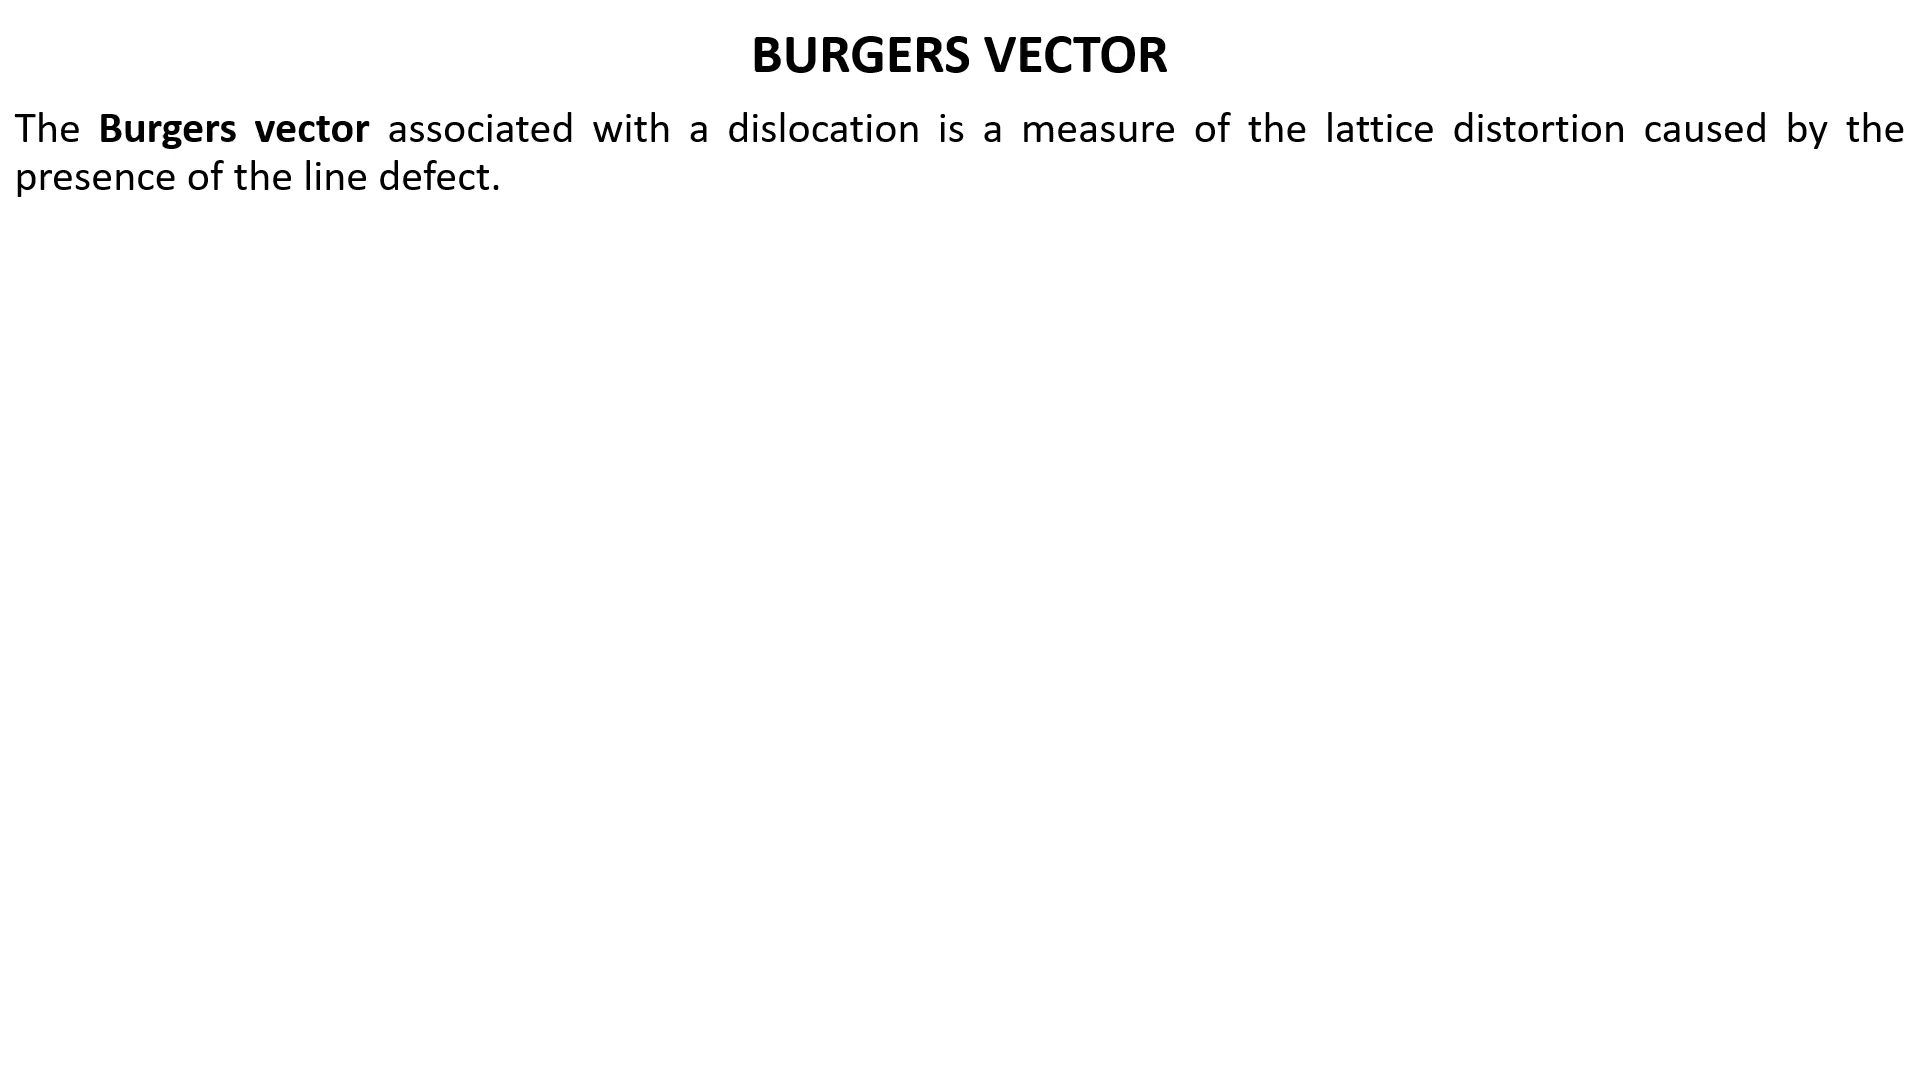 BURGERS VECTOR
The Burgers vector associated with a dislocation is a measure of the lattice distortion caused by the
presence of the line defect.